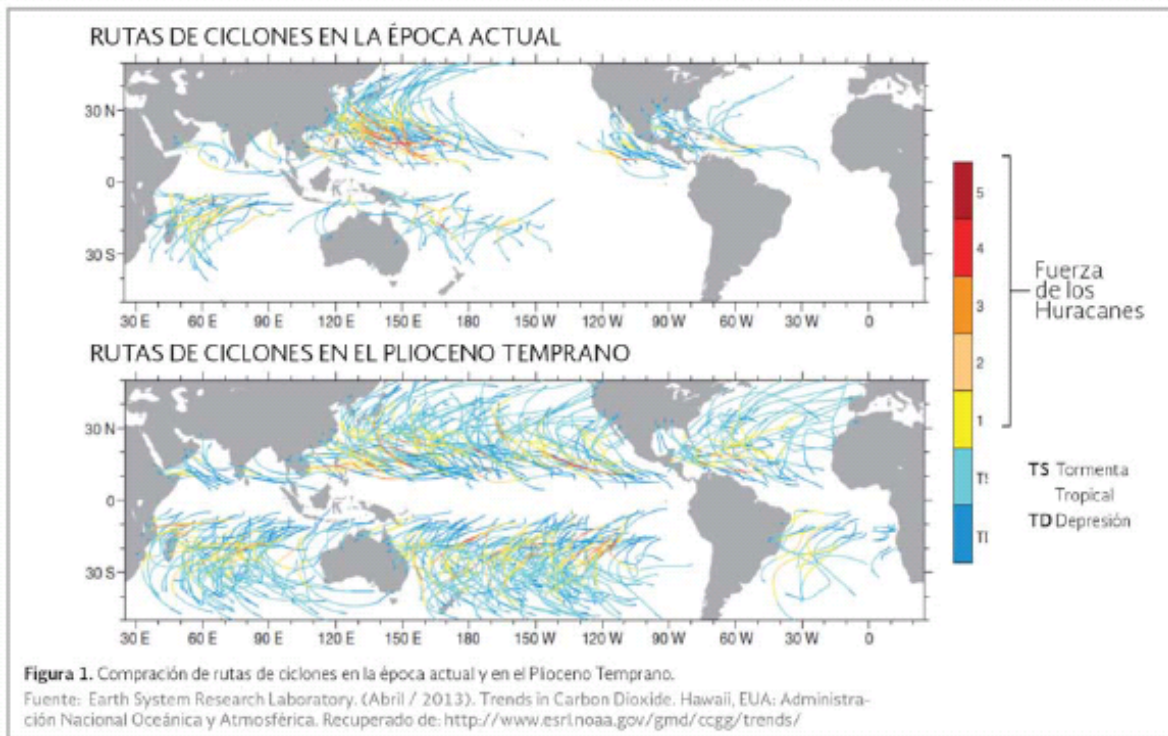 RUTAS DE CICLONES EN LA ÉPOCA ACTUAL
30 N
0
30 S
30 E 60 E 90 E 120 E 150 E 180 150 W 120 W 90 W 60 W 30 W 0
RUTAS DE CICLONES EN EL PLIOCENO TEMPRANO
30 N
0
30 S
30 E 60 E 90 E 120 E 150 E 180 150 W 120 W 90 W 60 W 30 W 0
5
4
3
2
1
TS
TD
Fuerza
de los
Huracanes
TS Tormenta
Tropical
TD Depresión
Figura 1. Compración de rutas de ciclones en la época actual y en el Plioceno Temprano.
Fuente: Earth System Research Laboratory. (Abril / 2013). Trends in Carbon Dioxide. Hawaii, EUA: Administra-
ción Nacional Oceánica y Atmosférica. Recuperado de: http://www.esrl.noaa.gov/gmd/ccgg/trends/